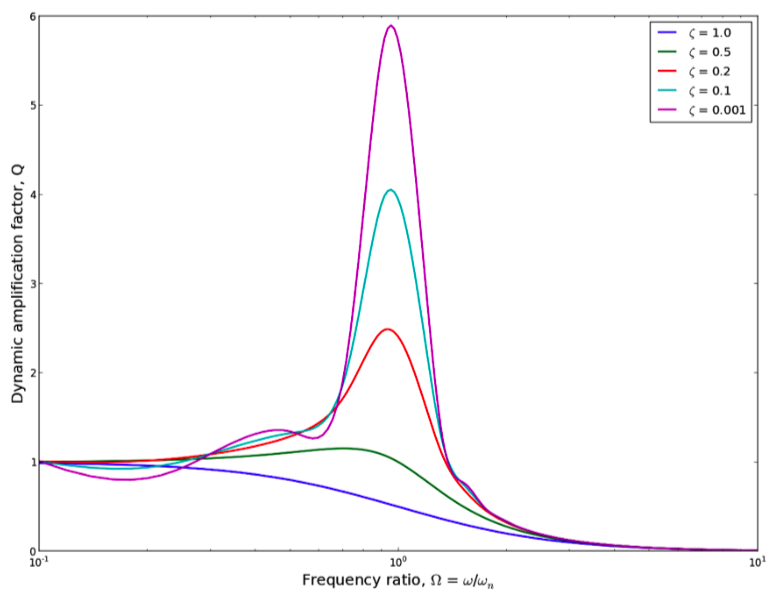 6
5
4
3
2
1
0
10⁻¹
10⁰
10¹
Dynamic amplification factor, Q
Frequency ratio, Ω = ω/ωₙ
ζ = 1.0
ζ = 0.5
ζ = 0.2
ζ = 0.1
ζ = 0.001